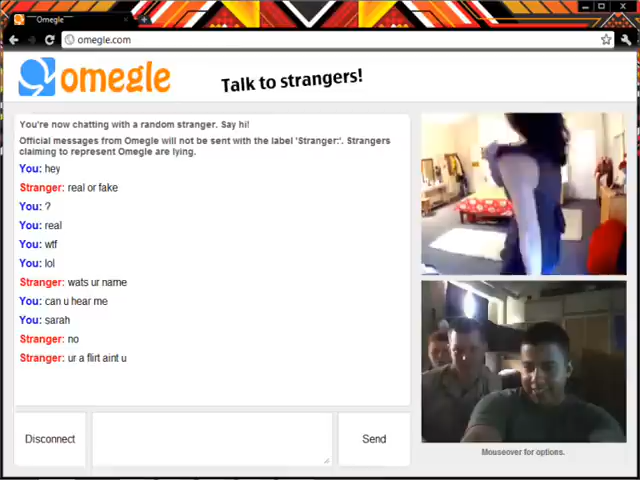 Omegle
omegle.com
omegle
Talk to strangers!
You're now chatting with a random stranger. Say hi!
Official messages from Omegle will not be sent with the label 'Stranger:'. Strangers
claiming to represent Omegle are lying.
You: hey
Stranger: real or fake
You: ?
You: real
You: wtf
You: lol
Stranger: wats ur name
You: can u hear me
You: sarah
Stranger: no
Stranger: ur a flirt aint u
Disconnect
Send
Mouseover for options.